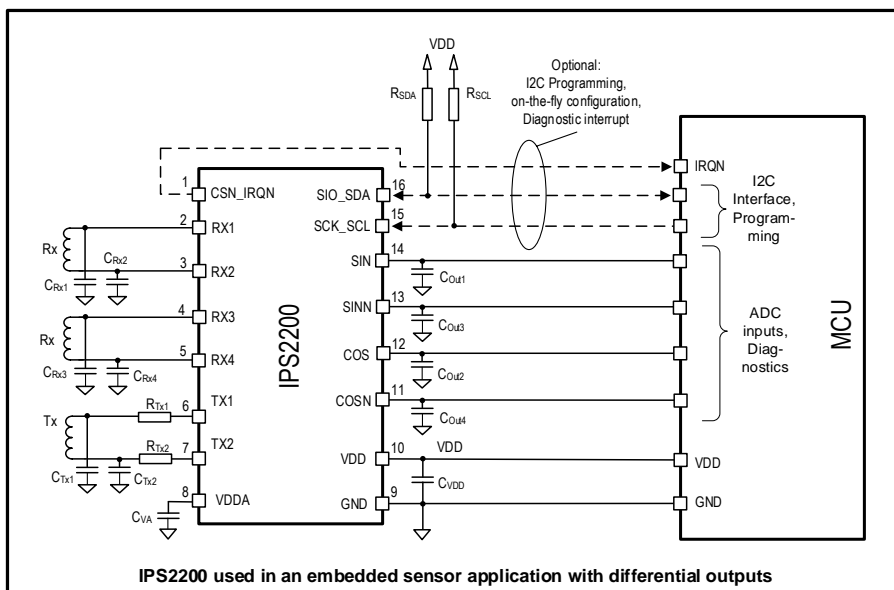 VDD
Optional:
I2C Programming,
on-the-fly configuration,
Diagnostic interrupt
RSDA
RSCL
IRQN
1
CSN_IRQN
16
SIO_SDA
I2C
Interface,
Program-
ming
2
RX1
15
SCK_SCL
Rx
CRx1
CRx2
3
RX2
14
SIN
COut1
4
RX3
13
SINN
COut3
Rx
CRx3
CRx4
5
RX4
12
COS
COut2
ADC
inputs,
Diag-
nostics
IPS2200
MCU
Tx
RTx1
6
TX1
11
COSN
COut4
RTx2
7
TX2
10
VDD
VDD
VDD
CTx1
CTx2
CVDD
8
VDDA
9
GND
GND
CVA
IPS2200 used in an embedded sensor application with differential outputs